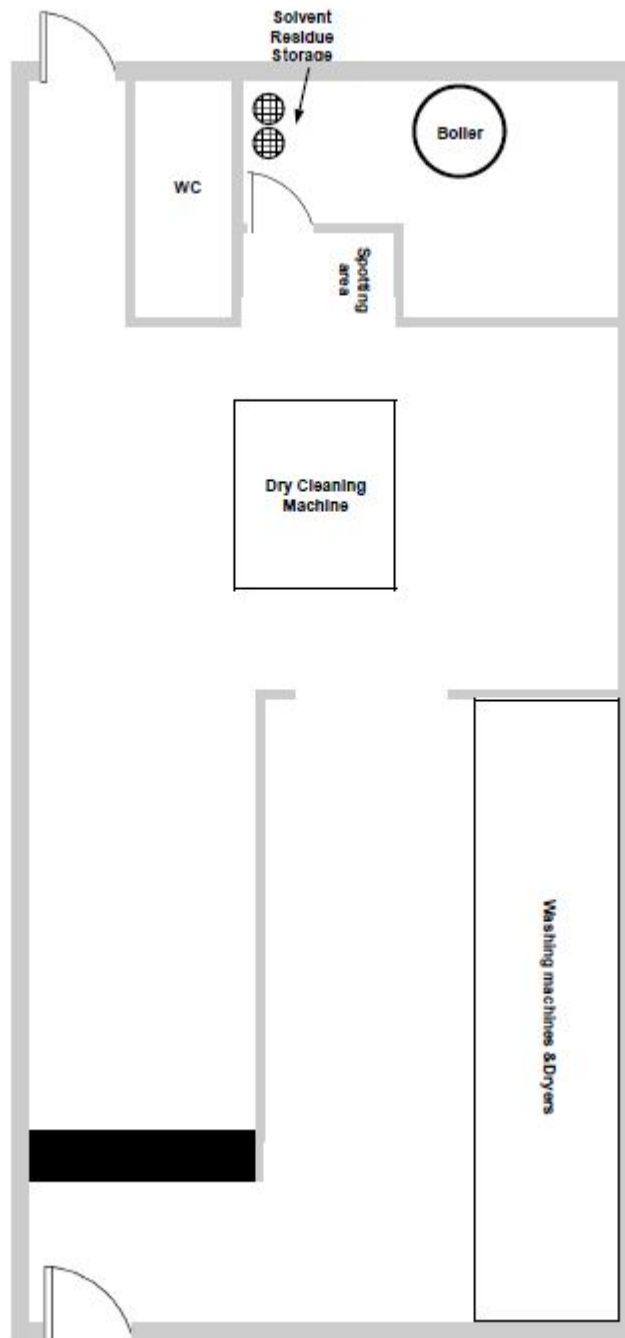 Solvent
Residue
Storage
Boiler
WC
Spotting
area
Dry Cleaning
Machine
Washing machines &Dryers